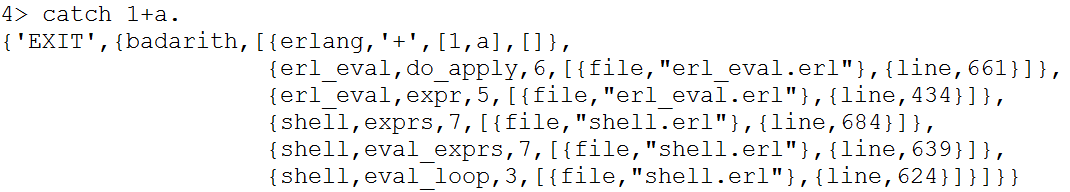 4> catch 1+a.
{'EXIT',{badarith,[{erlang,'+',[1,a],[]},
{erl_eval,do_apply,6,[{file,"erl_eval.erl"},{line,661}]},
{erl_eval,expr,5,[{file,"erl_eval.erl"},{line,434}]},
{shell,exprs,7,[{file,"shell.erl"},{line,684}]},
{shell,eval_exprs,7,[{file,"shell.erl"},{line,639}]},
{shell,eval_loop,3,[{file,"shell.erl"},{line,624}]}]}}